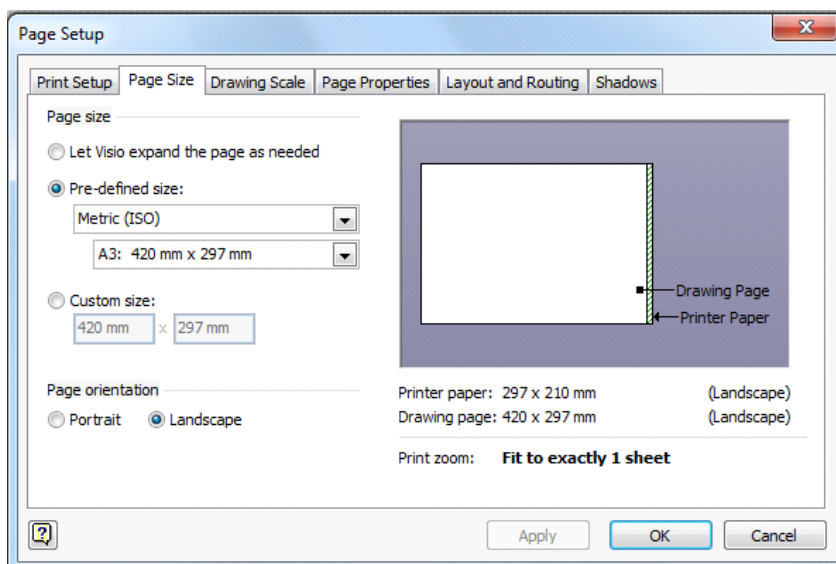 Page Setup
Print Setup Page Size Drawing Scale Page Properties Layout and Routing Shadows
Page size
Let Visio expand the page as needed
Pre-defined size:
Metric (ISO)
A3: 420 mm x 297 mm
Custom size:
420 mm x 297 mm
Page orientation
Portrait Landscape
Drawing Page
Printer Paper
Printer paper: 297 x 210 mm (Landscape)
Drawing page: 420 x 297 mm (Landscape)
Print zoom: Fit to exactly 1 sheet
Apply OK Cancel